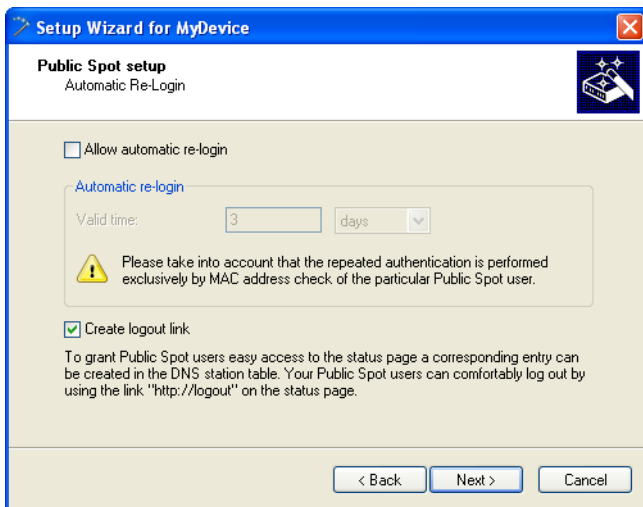 Setup Wizard for MyDevice
Public Spot setup
Automatic Re-Login
Allow automatic re-login
Automatic re-login
Valid time:
3
days
Please take into account that the repeated authentication is performed
exclusively by MAC address check of the particular Public Spot user.
Create logout link
To grant Public Spot users easy access to the status page a corresponding entry can
be created in the DNS station table. Your Public Spot users can comfortably log out by
using the link "http://logout" on the status page.
< Back
Next >
Cancel